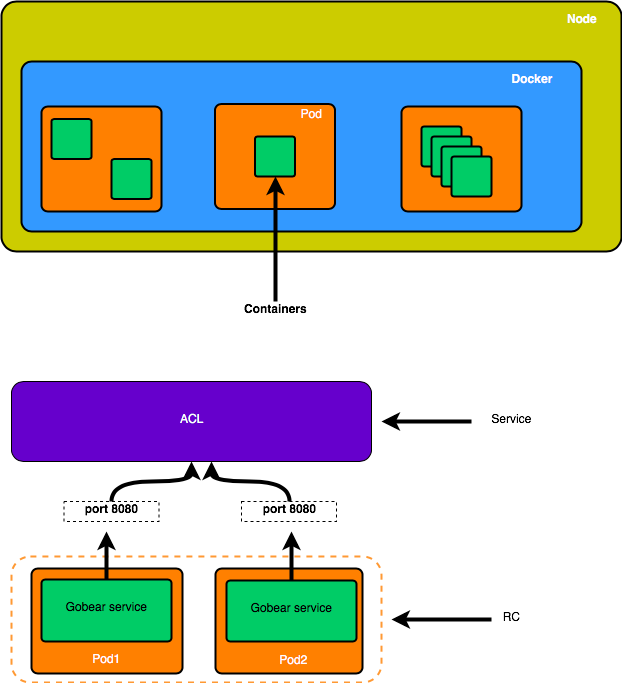 Node
Docker
Pod
Containers
ACL
Service
port 8080
port 8080
Gobear service
Gobear service
RC
Pod1
Pod2